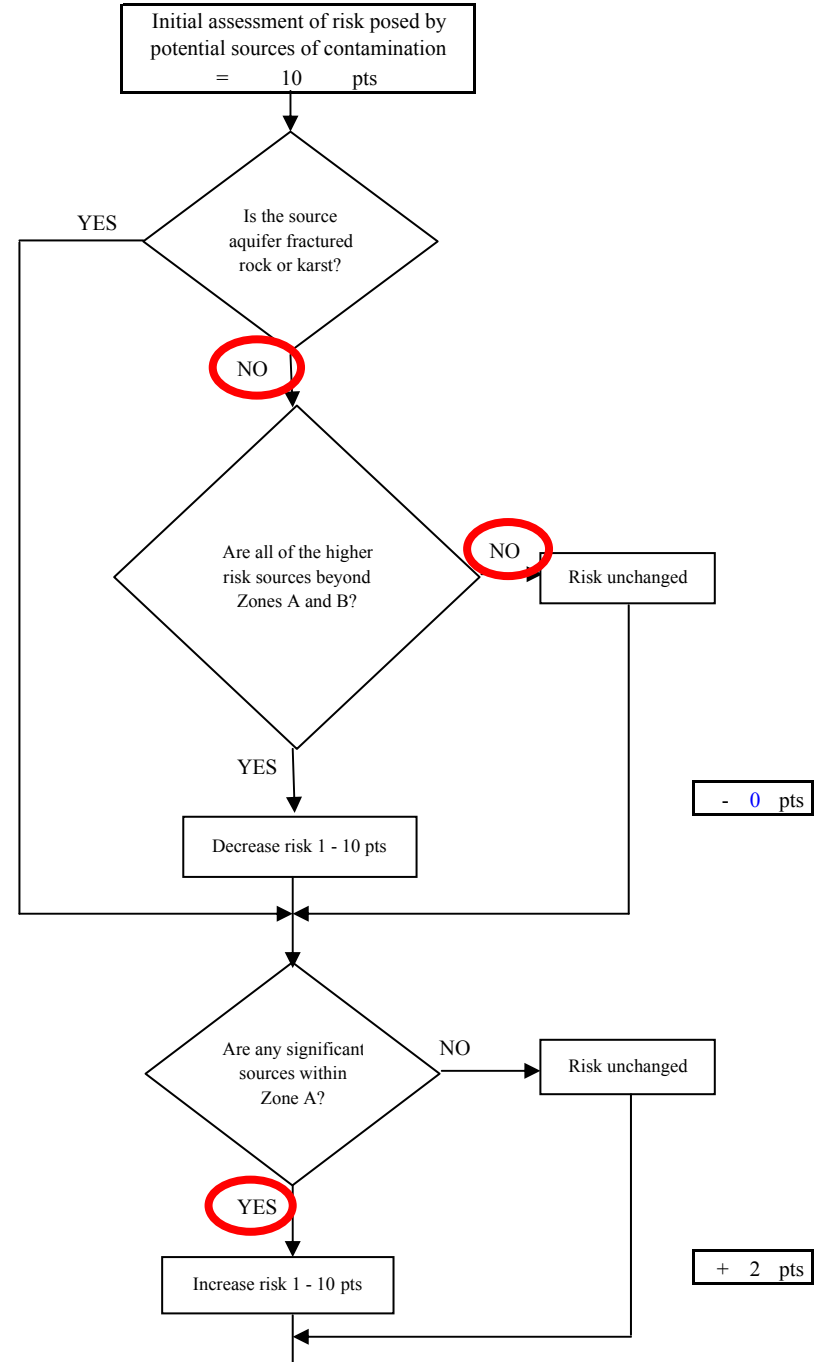 Initial assessment of risk posed by
potential sources of contamination
= 10 pts
YES
Is the source
aquifer fractured
rock or karst?
NO
Are all of the higher
risk sources beyond
Zones A and B?
NO
Risk unchanged
YES
- 0 pts
Decrease risk 1 - 10 pts
Are any significant
sources within
Zone A?
NO
Risk unchanged
YES
+ 2 pts
Increase risk 1 - 10 pts